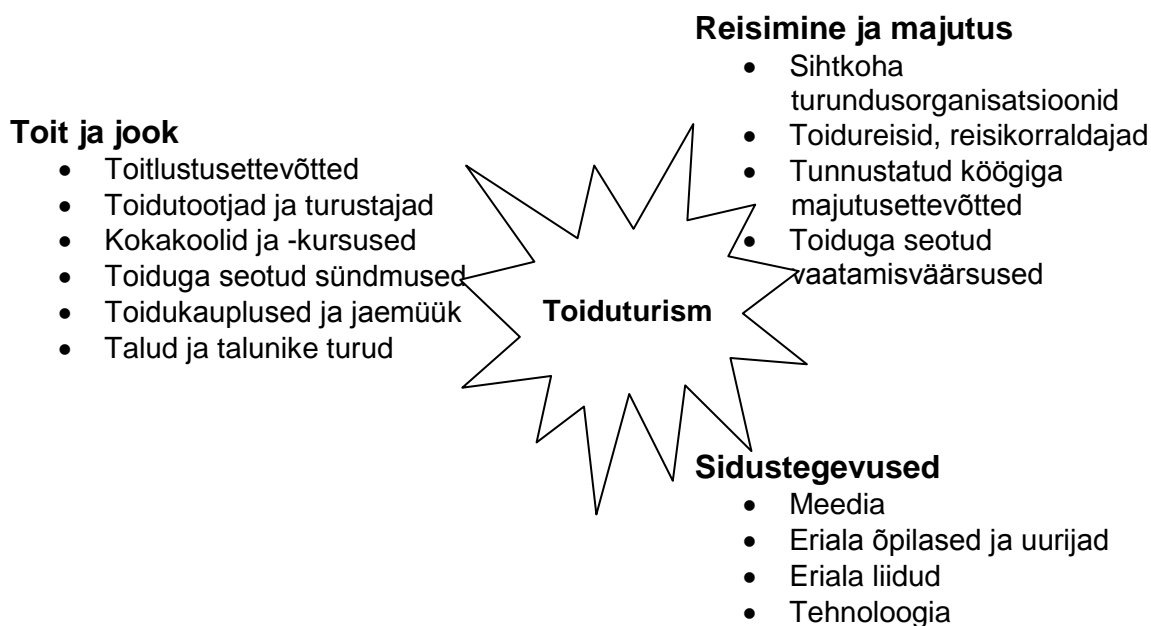 Reisimine ja majutus
• Sihtkoha
turundusorganisatsioonid
• Toidureisid, reisikorraldajad
• Tunnustatud köögiga
majutusettevõtted
• Toiduga seotud
vaatamisväärsused
Toit ja jook
• Toitlustusettevõtted
• Toidutootjad ja turustajad
• Kokakoolid ja -kursused
• Toiduga seotud sündmused
• Toidukauplused ja jaemüük
• Talud ja talunike turud
Toiduturism
Sidustegevused
• Meedia
• Eriala õpilased ja uurijad
• Eriala liidud
• Tehnoloogia